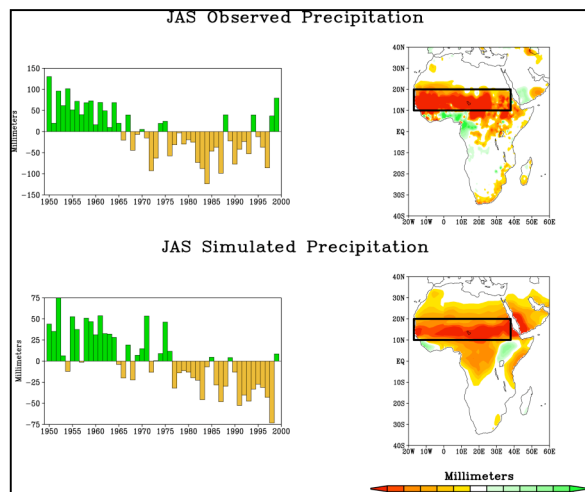 JAS Observed Precipitation
Millimeters
150
100
50
0
-50
-100
-150
1950 1955 1960 1965 1970 1975 1980 1985 1990 1995 2000
40N
30N
20N
10N
EQ
10S
20S
30S
40S
20W 10W 0 10E 20E 30E 40E 50E 60E
JAS Simulated Precipitation
Millimeters
75
50
25
0
-25
-50
-75
1950 1955 1960 1965 1970 1975 1980 1985 1990 1995 2000
40N
30N
20N
10N
EQ
10S
20S
30S
40S
20W 10W 0 10E 20E 30E 40E 50E 60E
Millimeters